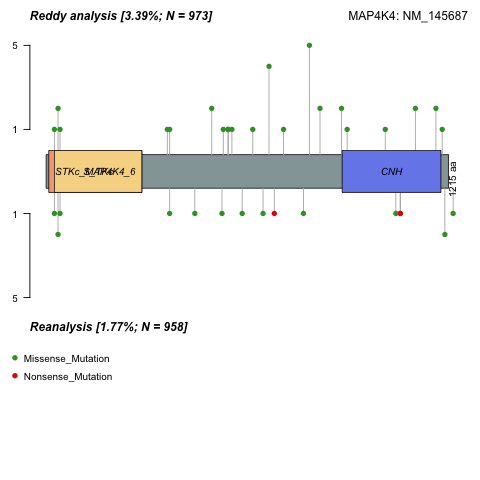 Reddy analysis [3.39%; N = 973]
MAP4K4: NM_145687
5
1
CNH
1215 aa
1
5
Reanalysis [1.77%; N = 958]
Missense_Mutation
Nonsense_Mutation